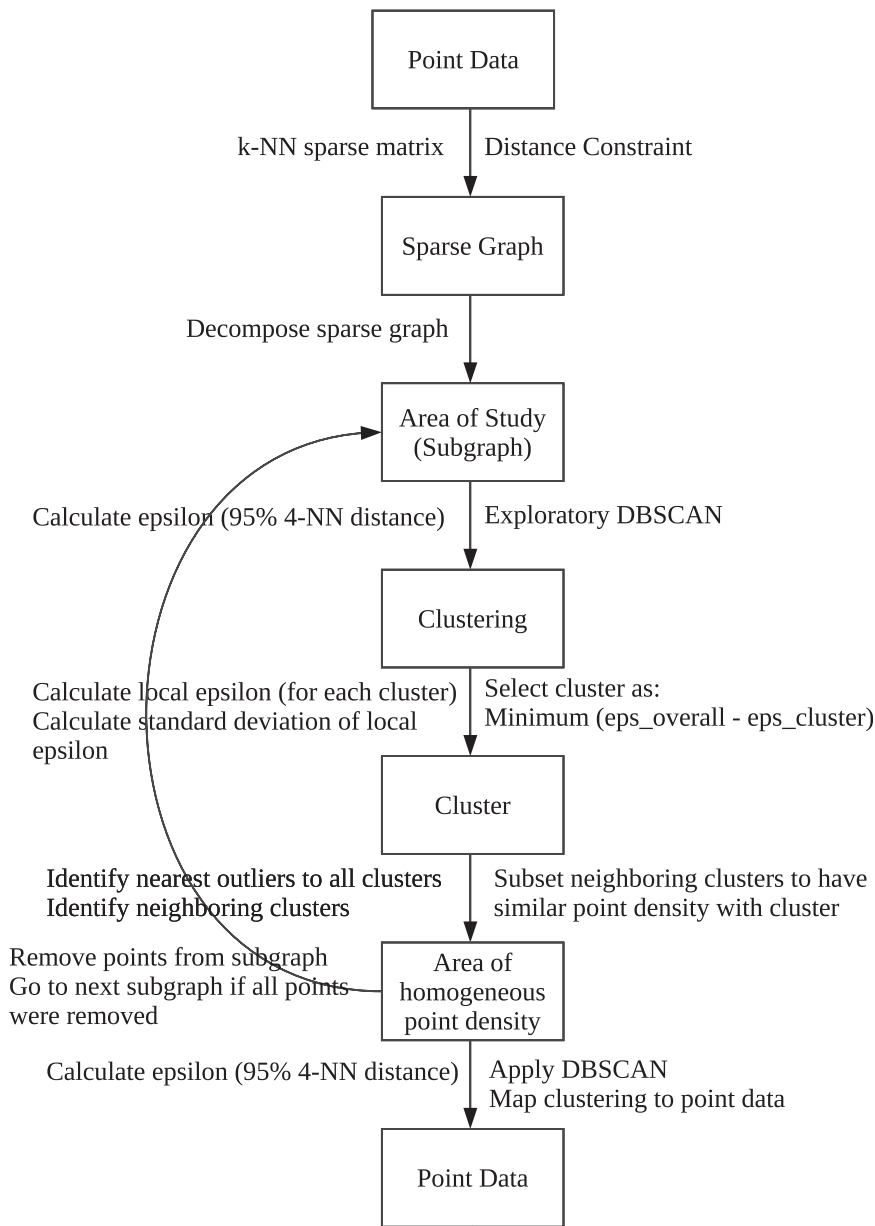 Point Data
k-NN sparse matrix
Distance Constraint
Sparse Graph
Decompose sparse graph
Area of Study
(Subgraph)
Calculate epsilon (95% 4-NN distance)
Exploratory DBSCAN
Clustering
Calculate local epsilon (for each cluster)
Calculate standard deviation of local
epsilon
Select cluster as:
Minimum (eps_overall - eps_cluster)
Cluster
Identify nearest outliers to all clusters
Identify neighboring clusters
Subset neighboring clusters to have
similar point density with cluster
Remove points from subgraph
Go to next subgraph if all points
were removed
Area of
homogeneous
point density
Calculate epsilon (95% 4-NN distance)
Apply DBSCAN
Map clustering to point data
Point Data